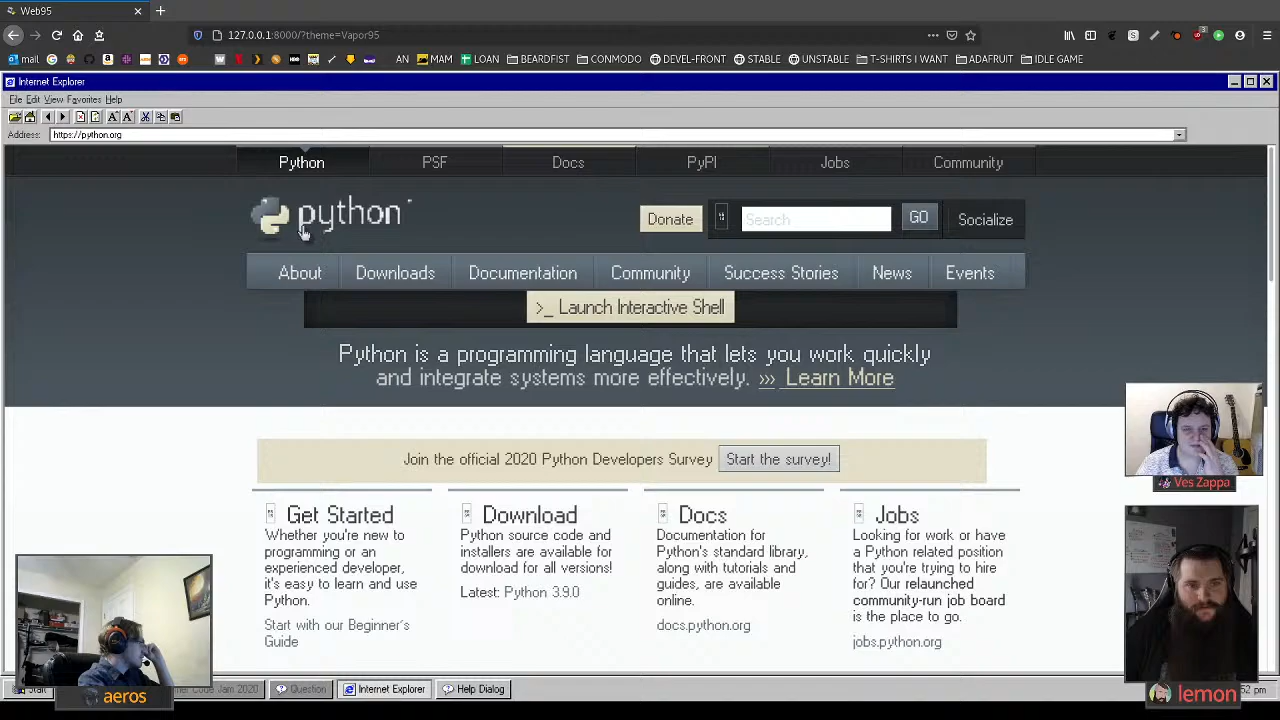 Web95
127.0.0.1:8000/?theme=Vapor95
mail
AN MAM LOAN BEARDFIST CONMODO DEVEL-FRONT STABLE UNSTABLE T-SHIRTS I WANT ADAFRUIT IDLE GAME
Internet Explorer
File Edit View Favorites Help
Address: https://python.org
Python PSF Docs PyPI Jobs Community
python
Donate Search GO Socialize
About Downloads Documentation Community Success Stories News Events
>_ Launch Interactive Shell
Python is a programming language that lets you work quickly
and integrate systems more effectively. >>> Learn More
Join the official 2020 Python Developers Survey Start the survey!
Get Started
Whether you're new to
programming or an
experienced developer,
it's easy to learn and use
Python.
Start with our Beginner's
Guide
Download
Python source code and
installers are available for
download for all versions!
Latest: Python 3.9.0
Docs
Documentation for
Python's standard library,
along with tutorials and
guides, are available
online.
docs.python.org
Jobs
Looking for work or have
a Python related position
that you're trying to hire
for? Our relaunched
community-run job board
is the place to go.
jobs.python.org
Ves Zappa
aeros
lemon
Start Code Jam 2020 Question Internet Explorer Help Dialog